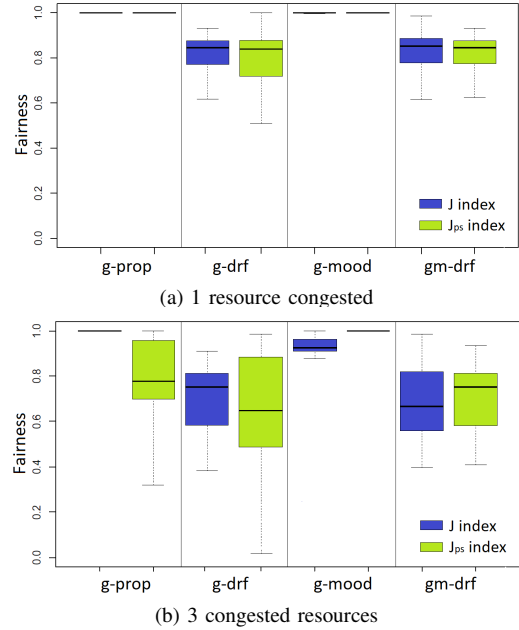 1.0
0.8
0.6
0.4
0.2
0.0
Fairness
J index
Jps index
g-prop g-drf g-mood gm-drf
(a) 1 resource congested
1.0
0.8
0.6
0.4
0.2
0.0
Fairness
J index
Jps index
g-prop g-drf g-mood gm-drf
(b) 3 congested resources